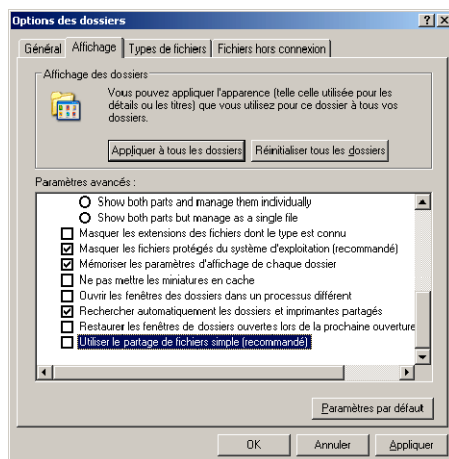 Options des dossiers
Général Affichage Types de fichiers Fichiers hors connexion
Affichage des dossiers
Vous pouvez appliquer l'apparence (telle celle utilisée pour les
détails ou les titres) que vous utilisez pour ce dossier à tous vos
dossiers.
Appliquer à tous les dossiers Réinitialiser tous les dossiers
Paramètres avancés :
Show both parts and manage them individually
Show both parts but manage as a single file
Masquer les extensions des fichiers dont le type est connu
Masquer les fichiers protégés du système d'exploitation (recommandé)
Mémoriser les paramètres d'affichage de chaque dossier
Ne pas mettre les miniatures en cache
Ouvrir les fenêtres des dossiers dans un processus différent
Rechercher automatiquement les dossiers et imprimantes partagés
Restaurer les fenêtres de dossiers ouvertes lors de la prochaine ouverture
Utiliser le partage de fichiers simple (recommandé)
Paramètres par défaut
OK Annuler Appliquer